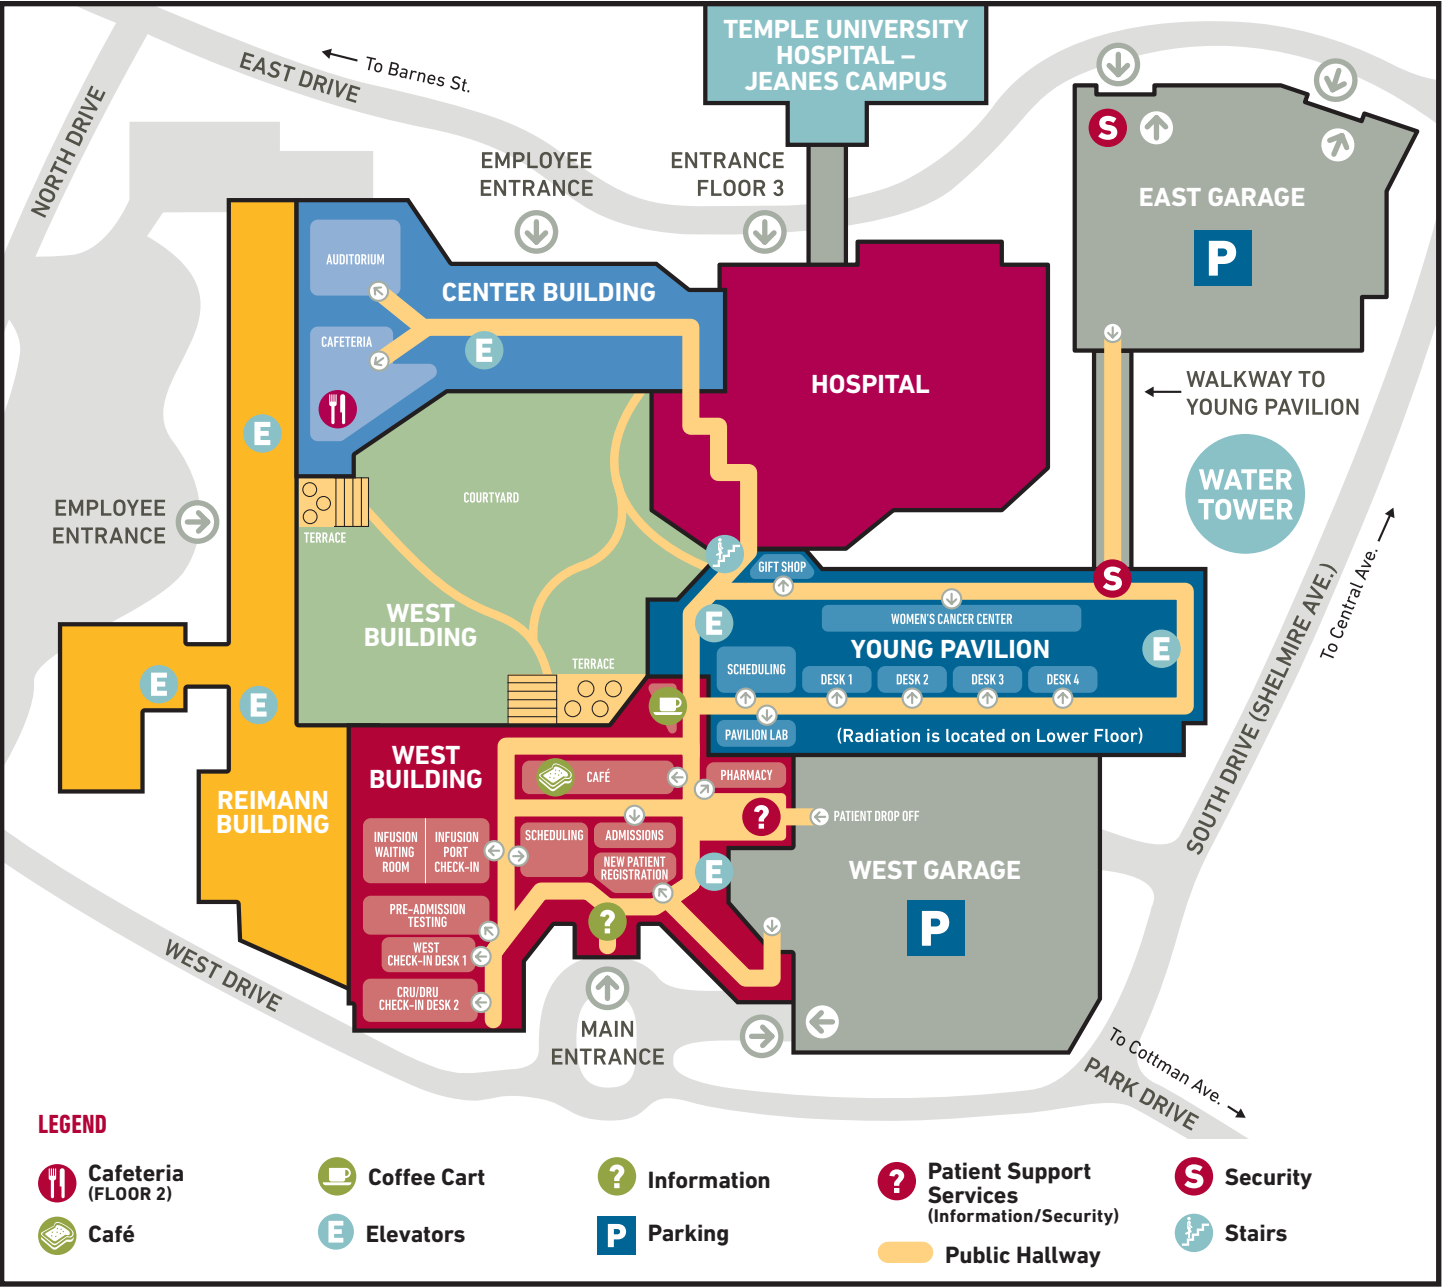 TEMPLE UNIVERSITY
HOSPITAL –
JEANES CAMPUS
To Barnes St.
EAST DRIVE
NORTH DRIVE
EMPLOYEE
ENTRANCE
ENTRANCE
FLOOR 3
S
EAST GARAGE
P
AUDITORIUM
CENTER BUILDING
CAFETERIA
E
HOSPITAL
WALKWAY TO
YOUNG PAVILION
E
WATER
TOWER
COURTYARD
EMPLOYEE
ENTRANCE
TERRACE
GIFT SHOP
S
WEST
BUILDING
E
WOMEN'S CANCER CENTER
YOUNG PAVILION
E
TERRACE
SCHEDULING
DESK 1
DESK 2
DESK 3
DESK 4
E
E
PAVILION LAB
(Radiation is located on Lower Floor)
To Central Ave.
SOUTH DRIVE (SHELMIRE AVE.)
WEST
BUILDING
CAFÉ
PHARMACY
REIMANN
BUILDING
?
PATIENT DROP OFF
INFUSION
WAITING
ROOM
INFUSION
PORT
CHECK-IN
SCHEDULING
ADMISSIONS
NEW PATIENT
REGISTRATION
E
WEST GARAGE
P
PRE-ADMISSION
TESTING
?
WEST
CHECK-IN DESK 1
CRU/DRU
CHECK-IN DESK 2
WEST DRIVE
MAIN
ENTRANCE
To Cottman Ave.
PARK DRIVE
LEGEND
Cafeteria
(FLOOR 2)
Café
Coffee Cart
E Elevators
? Information
P Parking
? Patient Support
Services
(Information/Security)
Public Hallway
S Security
Stairs